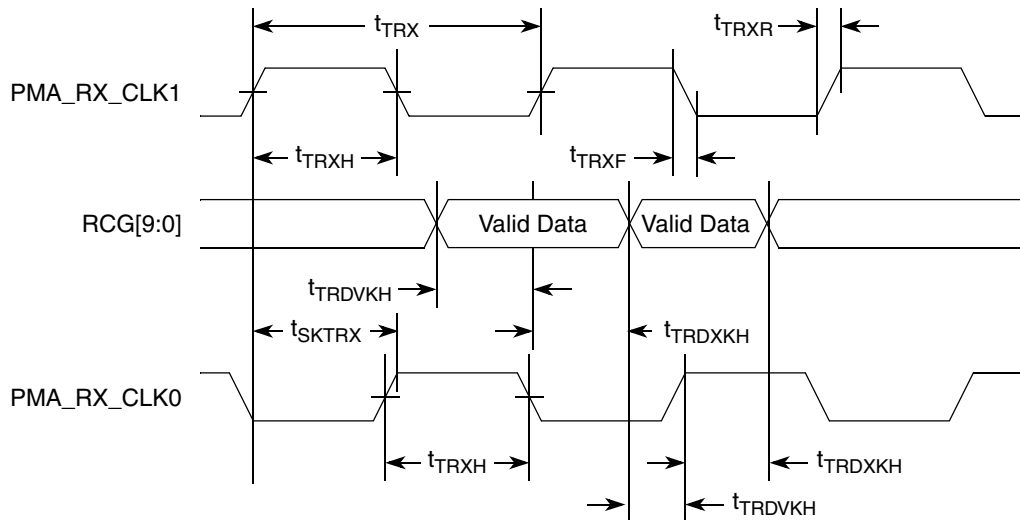 tTRX
tTRXR
PMA_RX_CLK1
tTRXH
tTRXF
RCG[9:0]
Valid Data
Valid Data
tTRDVKH
tSKTRX
tTRDXKH
PMA_RX_CLK0
tTRXH
tTRDXKH
tTRDVKH